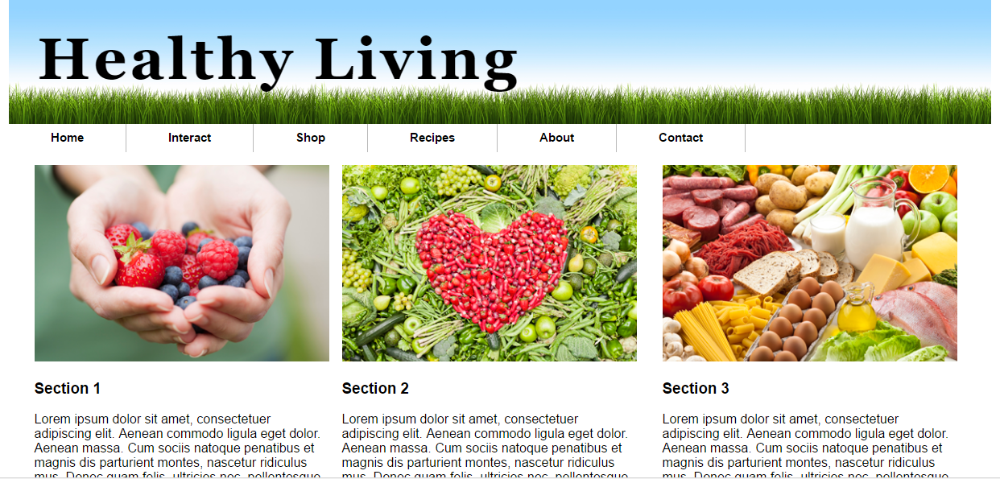 Healthy Living
Home Interact Shop Recipes About Contact
Section 1
Lorem ipsum dolor sit amet, consectetuer
adipiscing elit. Aenean commodo ligula eget dolor.
Aenean massa. Cum sociis natoque penatibus et
magnis dis parturient montes, nascetur ridiculus
mus. Donec quam felis, ultricies nec, pellentesque
Section 2
Lorem ipsum dolor sit amet, consectetuer
adipiscing elit. Aenean commodo ligula eget dolor.
Aenean massa. Cum sociis natoque penatibus et
magnis dis parturient montes, nascetur ridiculus
mus. Donec quam felis, ultricies nec, pellentesque
Section 3
Lorem ipsum dolor sit amet, consectetuer
adipiscing elit. Aenean commodo ligula eget dolor.
Aenean massa. Cum sociis natoque penatibus et
magnis dis parturient montes, nascetur ridiculus
mus. Donec quam felis, ultricies nec, pellentesque